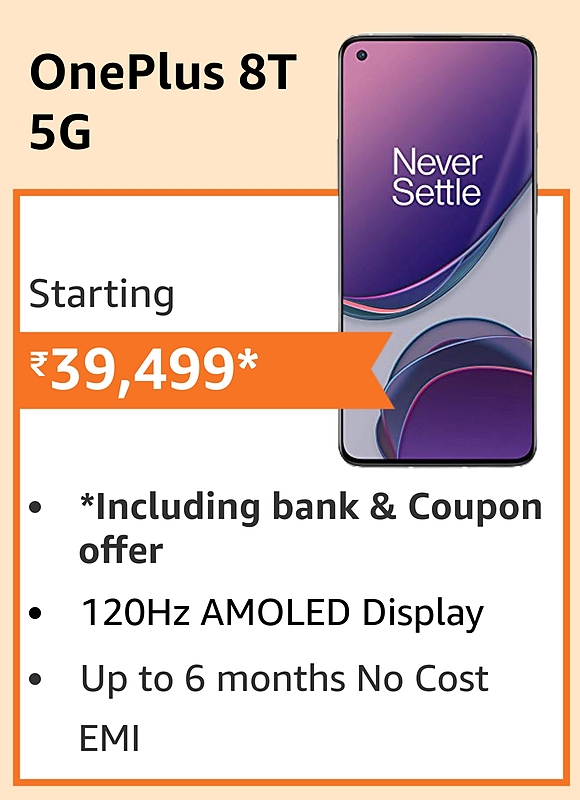 OnePlus 8T
5G
Never
Settle
Starting
₹39,499*
• *Including bank & Coupon
offer
• 120Hz AMOLED Display
• Up to 6 months No Cost
EMI